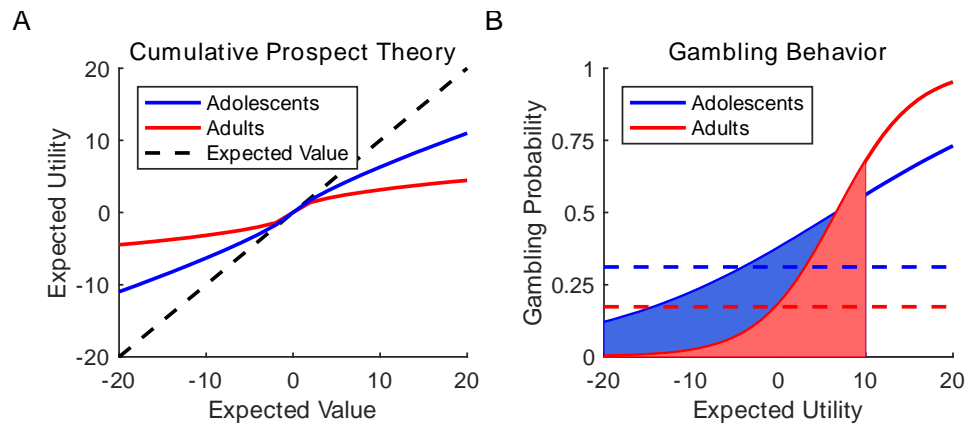 A
Cumulative Prospect Theory
20
10
0
-10
-20
Expected Utility
Adolescents
Adults
Expected Value
-20
-10
0
10
20
Expected Value
B
Gambling Behavior
1
0.75
0.5
0.25
0
Gambling Probability
Adolescents
Adults
-20
-10
0
10
20
Expected Utility